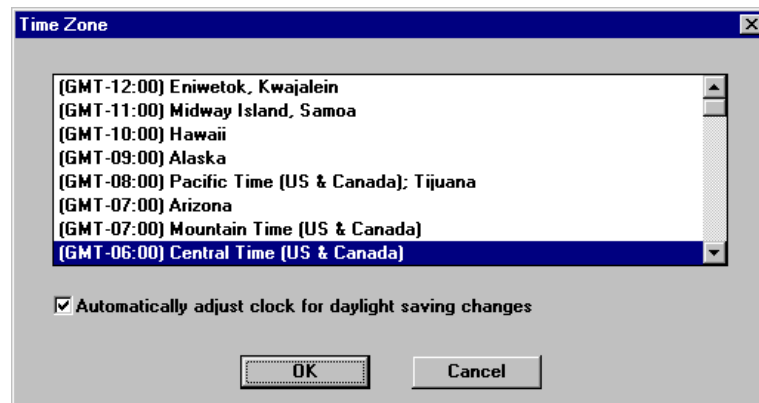 Time Zone
(GMT-12:00) Eniwetok, Kwajalein
(GMT-11:00) Midway Island, Samoa
(GMT-10:00) Hawaii
(GMT-09:00) Alaska
(GMT-08:00) Pacific Time (US & Canada); Tijuana
(GMT-07:00) Arizona
(GMT-07:00) Mountain Time (US & Canada)
(GMT-06:00) Central Time (US & Canada)
Automatically adjust clock for daylight saving changes
OK Cancel